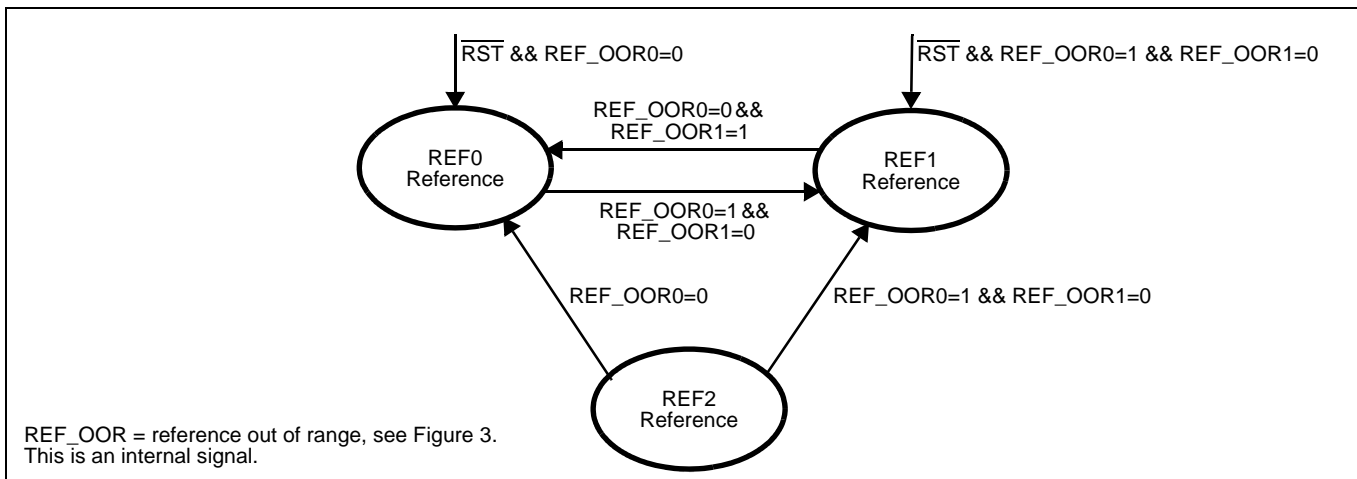 R̅S̅T̅ && REF_OOR0=0
R̅S̅T̅ && REF_OOR0=1 && REF_OOR1=0
REF_OOR0=0 &&
REF_OOR1=1
REF0
Reference
REF1
Reference
REF_OOR0=1 &&
REF_OOR1=0
REF_OOR0=0
REF_OOR0=1 && REF_OOR1=0
REF2
Reference
REF_OOR = reference out of range, see Figure 3.
This is an internal signal.